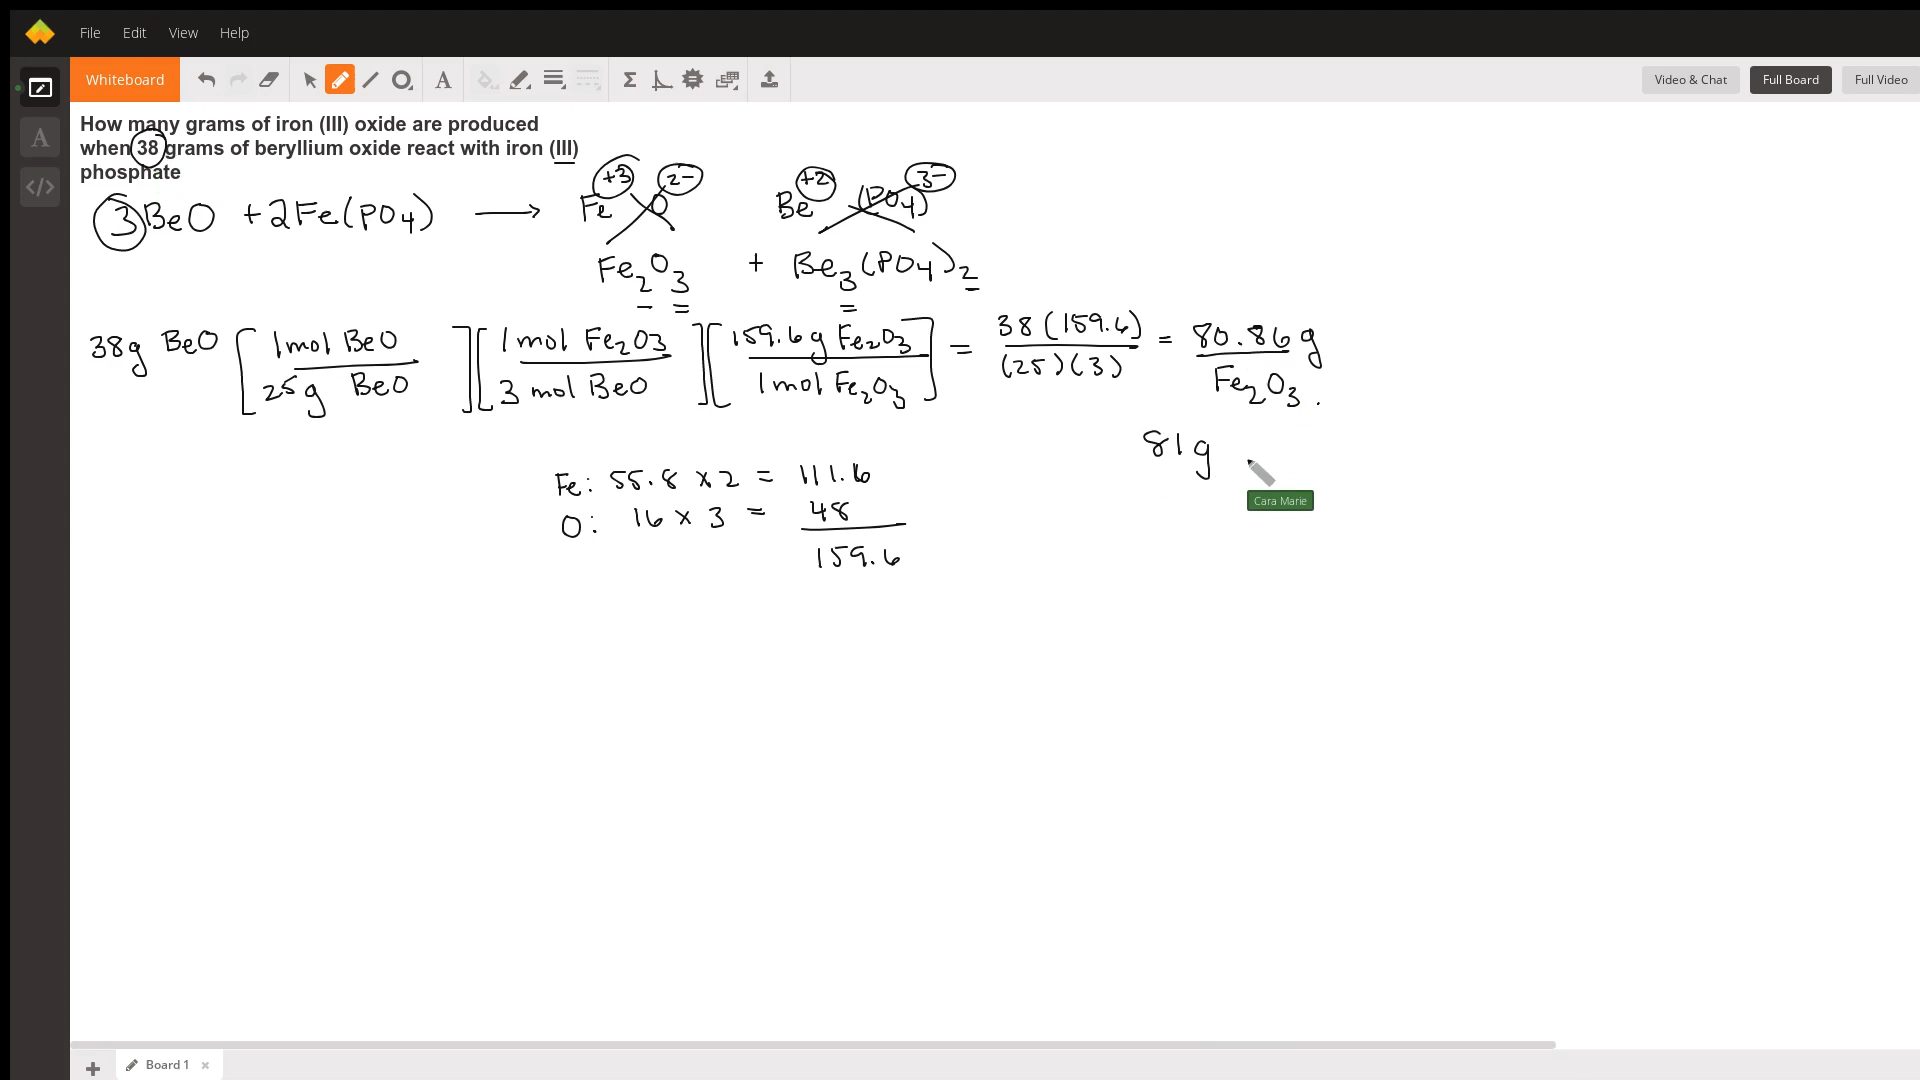 File Edit View Help
Whiteboard A Σ Video & Chat Full Board Full Video
A
</>
How many grams of iron (III) oxide are produced
when 38 grams of beryllium oxide react with iron (III)
phosphate
+3 2- +2 3-
Fe O Be (PO4)
3BeO + 2Fe(PO4) ⟶
Fe2O3 + Be3(PO4)2
38g BeO [1 mol BeO / 25g BeO] [1 mol Fe2O3 / 3 mol BeO] [159.6g Fe2O3 / 1 mol Fe2O3] = 38(159.6) / (25)(3) = 80.86g / Fe2O3.
81g
Cara Marie
Fe: 55.8 × 2 = 111.6
O: 16 × 3 = 48
159.6
+ Board 1 ×